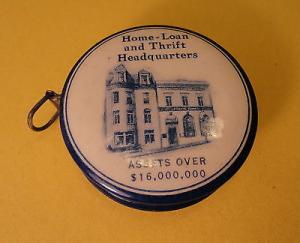 Home-Loan
and Thrift
Headquarters
ASSETS OVER
$16,000,000